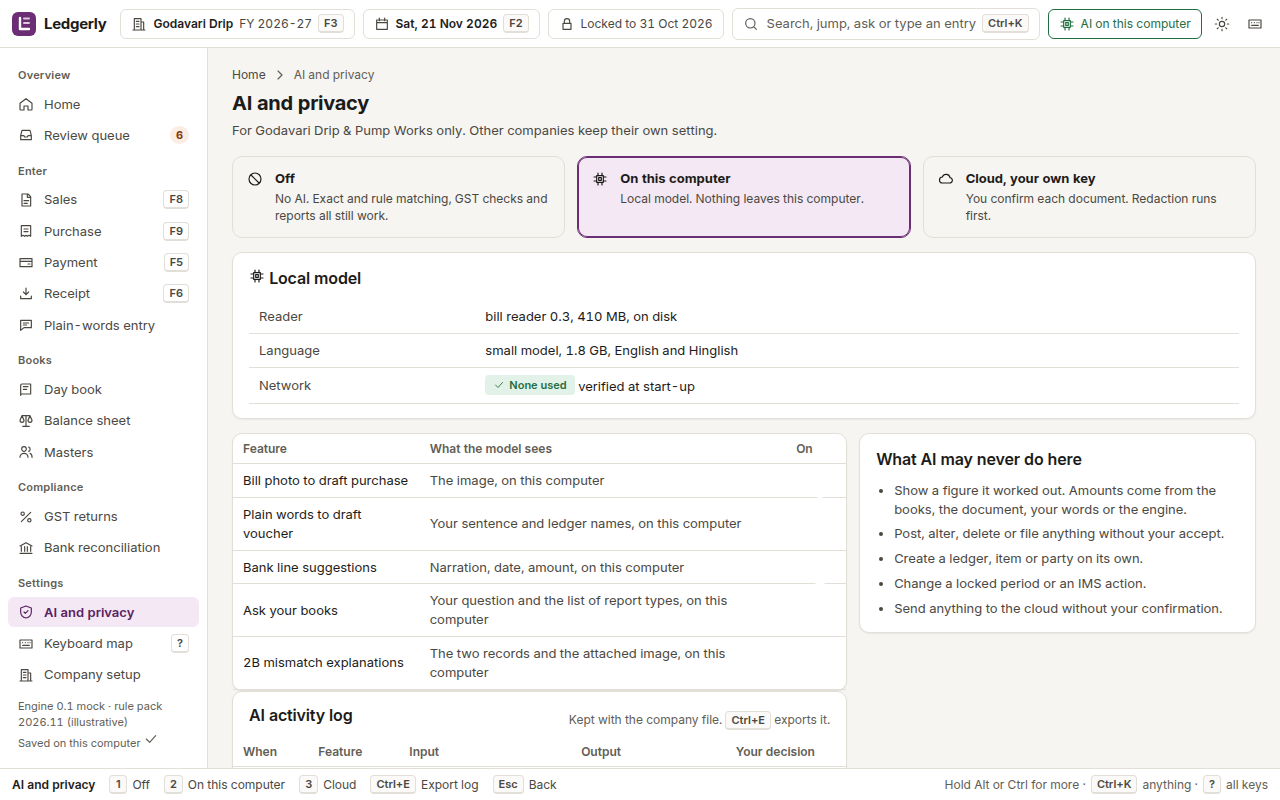 Ledgerly
Godavari Drip FY 2026-27 F3
Sat, 21 Nov 2026 F2
Locked to 31 Oct 2026
Search, jump, ask or type an entry Ctrl+K
AI on this computer
Overview
Home
Review queue 6
Enter
Sales F8
Purchase F9
Payment F5
Receipt F6
Plain-words entry
Books
Day book
Balance sheet
Masters
Compliance
GST returns
Bank reconciliation
Settings
AI and privacy
Keyboard map ?
Company setup
Engine 0.1 mock · rule pack
2026.11 (illustrative)
Saved on this computer
Home > AI and privacy
AI and privacy
For Godavari Drip & Pump Works only. Other companies keep their own setting.
Off
No AI. Exact and rule matching, GST checks and
reports all still work.
On this computer
Local model. Nothing leaves this computer.
Cloud, your own key
You confirm each document. Redaction runs
first.
Local model
Reader bill reader 0.3, 410 MB, on disk
Language small model, 1.8 GB, English and Hinglish
Network None used verified at start-up
Feature What the model sees On
Bill photo to draft purchase The image, on this computer
Plain words to draft
voucher
Your sentence and ledger names, on this computer
Bank line suggestions Narration, date, amount, on this computer
Ask your books
Your question and the list of report types, on this
computer
2B mismatch explanations
The two records and the attached image, on this
computer
What AI may never do here
• Show a figure it worked out. Amounts come from the
books, the document, your words or the engine.
• Post, alter, delete or file anything without your accept.
• Create a ledger, item or party on its own.
• Change a locked period or an IMS action.
• Send anything to the cloud without your confirmation.
AI activity log
Kept with the company file. Ctrl+E exports it.
When Feature Input Output Your decision
AI and privacy 1 Off 2 On this computer 3 Cloud Ctrl+E Export log Esc Back
Hold Alt or Ctrl for more · Ctrl+K anything · ? all keys